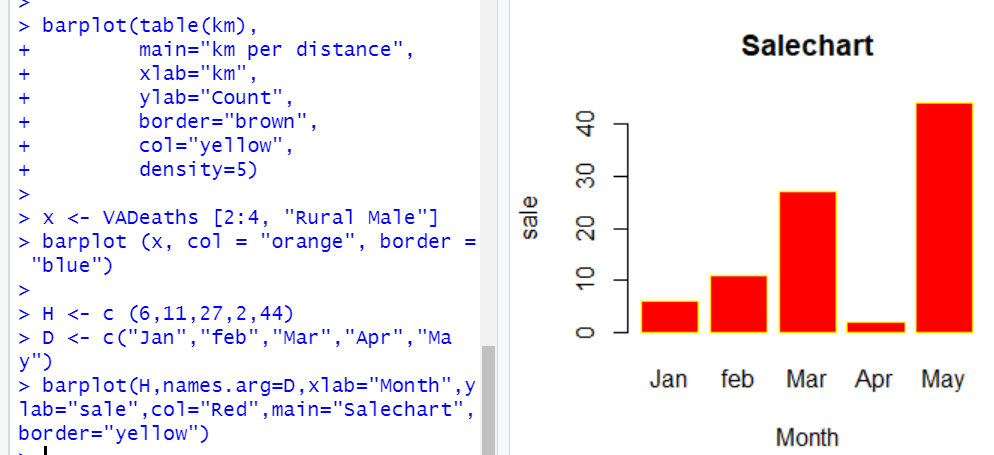 >
> barplot(table(km),
+         main="km per distance",
+         xlab="km",
+         ylab="Count",
+         border="brown",
+         col="yellow",
+         density=5)
>
> x <- VADeaths [2:4, "Rural Male"]
> barplot (x, col = "orange", border =
 "blue")
>
> H <- c (6,11,27,2,44)
> D <- c("Jan","feb","Mar","Apr","Ma
y")
> barplot(H,names.arg=D,xlab="Month",y
lab="sale",col="Red",main="Salechart",
border="yellow")
>
Salechart
sale
40
30
20
10
0
Jan feb Mar Apr May
Month